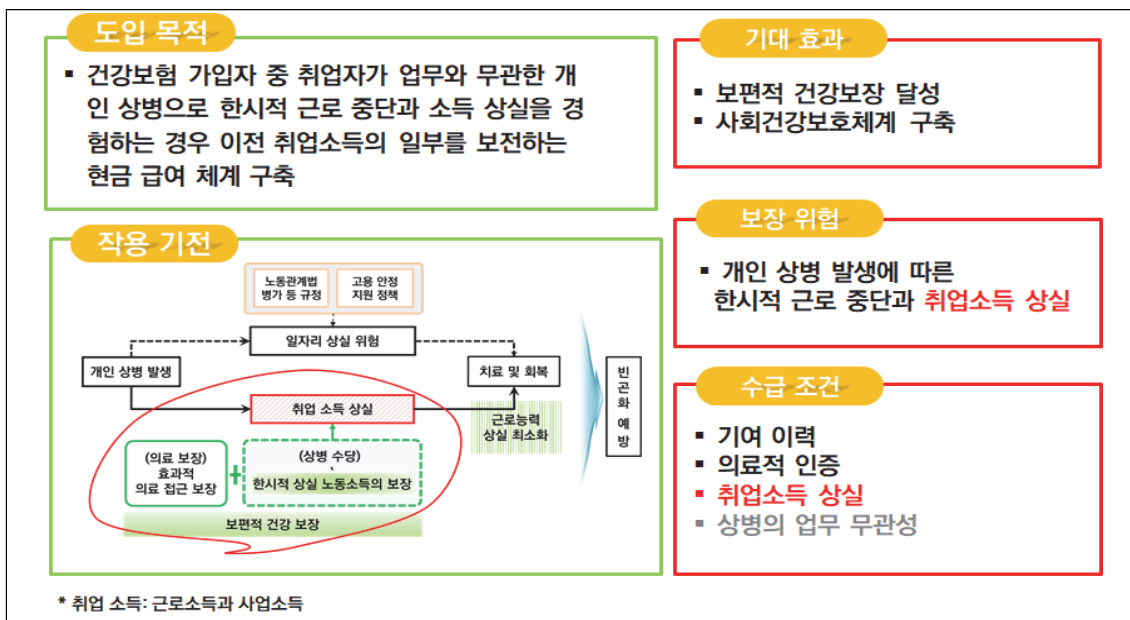 도입 목적
▪ 건강보험 가입자 중 취업자가 업무와 무관한 개
인 상병으로 한시적 근로 중단과 소득 상실을 경
험하는 경우 이전 취업소득의 일부를 보전하는
현금 급여 체계 구축
작용 기전
노동관계법
병가 등 규정
고용 안정
지원 정책
일자리 상실 위험
개인 상병 발생
치료 및 회복
취업 소득 상실
근로능력
상실 최소화
(의료 보장)
효과적
의료 접근 보장
+
(상병 수당)
한시적 상실 노동소득의 보장
보편적 건강 보장
빈곤화 예방
기대 효과
▪ 보편적 건강보장 달성
▪ 사회건강보호체계 구축
보장 위험
▪ 개인 상병 발생에 따른
한시적 근로 중단과 취업소득 상실
수급 조건
▪ 기여 이력
▪ 의료적 인증
▪ 취업소득 상실
▪ 상병의 업무 무관성
* 취업 소득: 근로소득과 사업소득